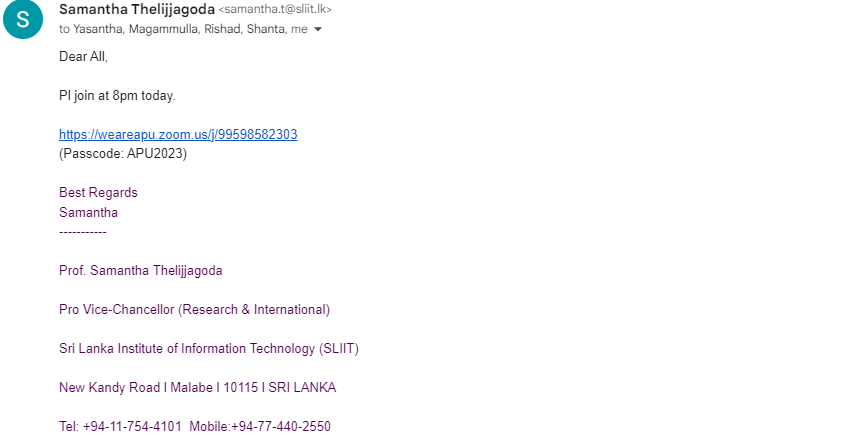 S
Samantha Thelijjagoda <samantha.t@sliit.lk>
to Yasantha, Magammulla, Rishad, Shanta, me
Dear All,
Pl join at 8pm today.
https://weareapu.zoom.us/j/99598582303
(Passcode: APU2023)
Best Regards
Samantha
-----------
Prof. Samantha Thelijjagoda
Pro Vice-Chancellor (Research & International)
Sri Lanka Institute of Information Technology (SLIIT)
New Kandy Road I Malabe I 10115 I SRI LANKA
Tel: +94-11-754-4101  Mobile:+94-77-440-2550